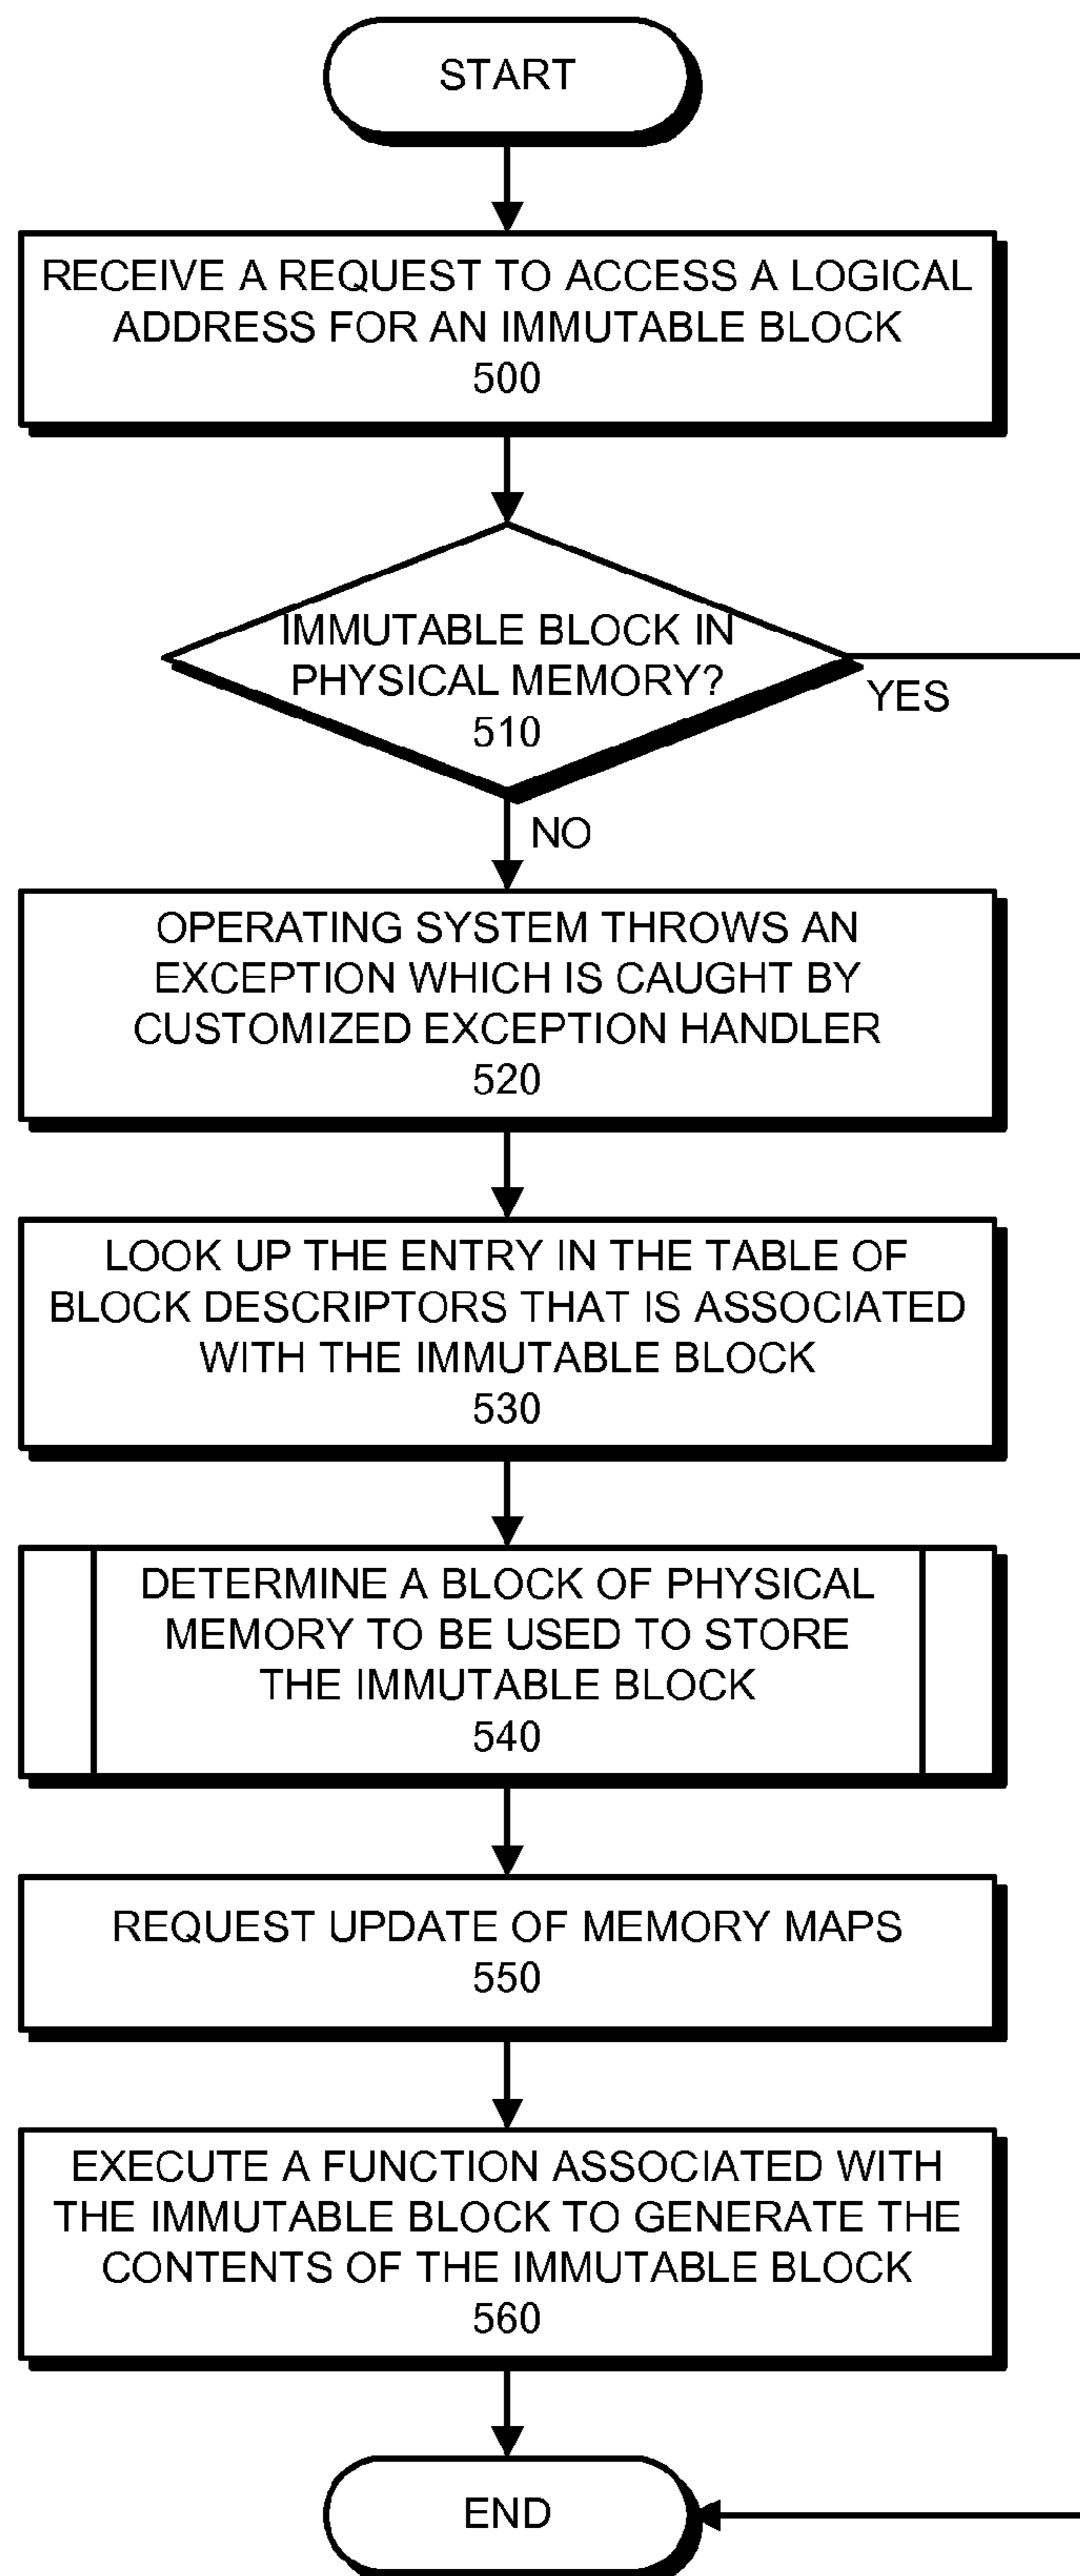 START
RECEIVE A REQUEST TO ACCESS A LOGICAL
ADDRESS FOR AN IMMUTABLE BLOCK
500
IMMUTABLE BLOCK IN
PHYSICAL MEMORY?
510
YES
NO
OPERATING SYSTEM THROWS AN
EXCEPTION WHICH IS CAUGHT BY
CUSTOMIZED EXCEPTION HANDLER
520
LOOK UP THE ENTRY IN THE TABLE OF
BLOCK DESCRIPTORS THAT IS ASSOCIATED
WITH THE IMMUTABLE BLOCK
530
DETERMINE A BLOCK OF PHYSICAL
MEMORY TO BE USED TO STORE
THE IMMUTABLE BLOCK
540
REQUEST UPDATE OF MEMORY MAPS
550
EXECUTE A FUNCTION ASSOCIATED WITH
THE IMMUTABLE BLOCK TO GENERATE THE
CONTENTS OF THE IMMUTABLE BLOCK
560
END